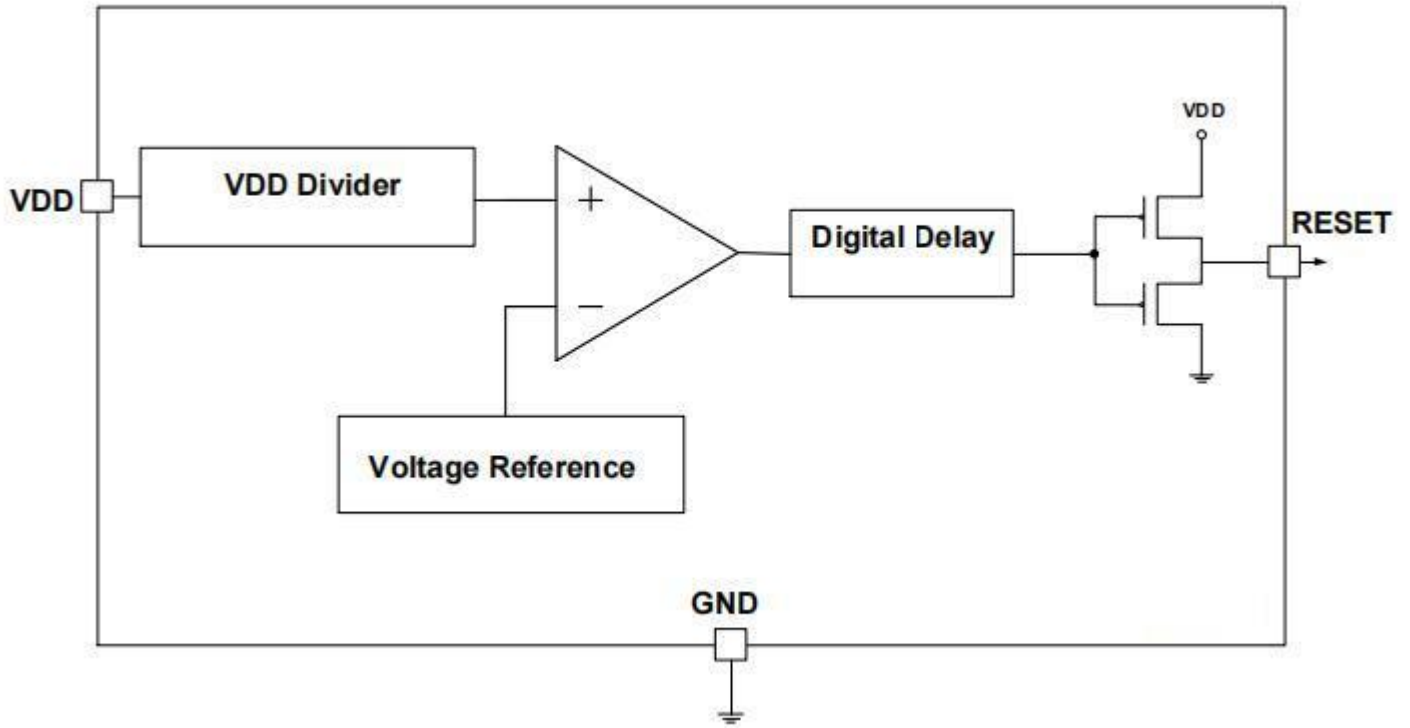 VDD
VDD Divider
VDD
+
Digital Delay
RESET
−
Voltage Reference
GND